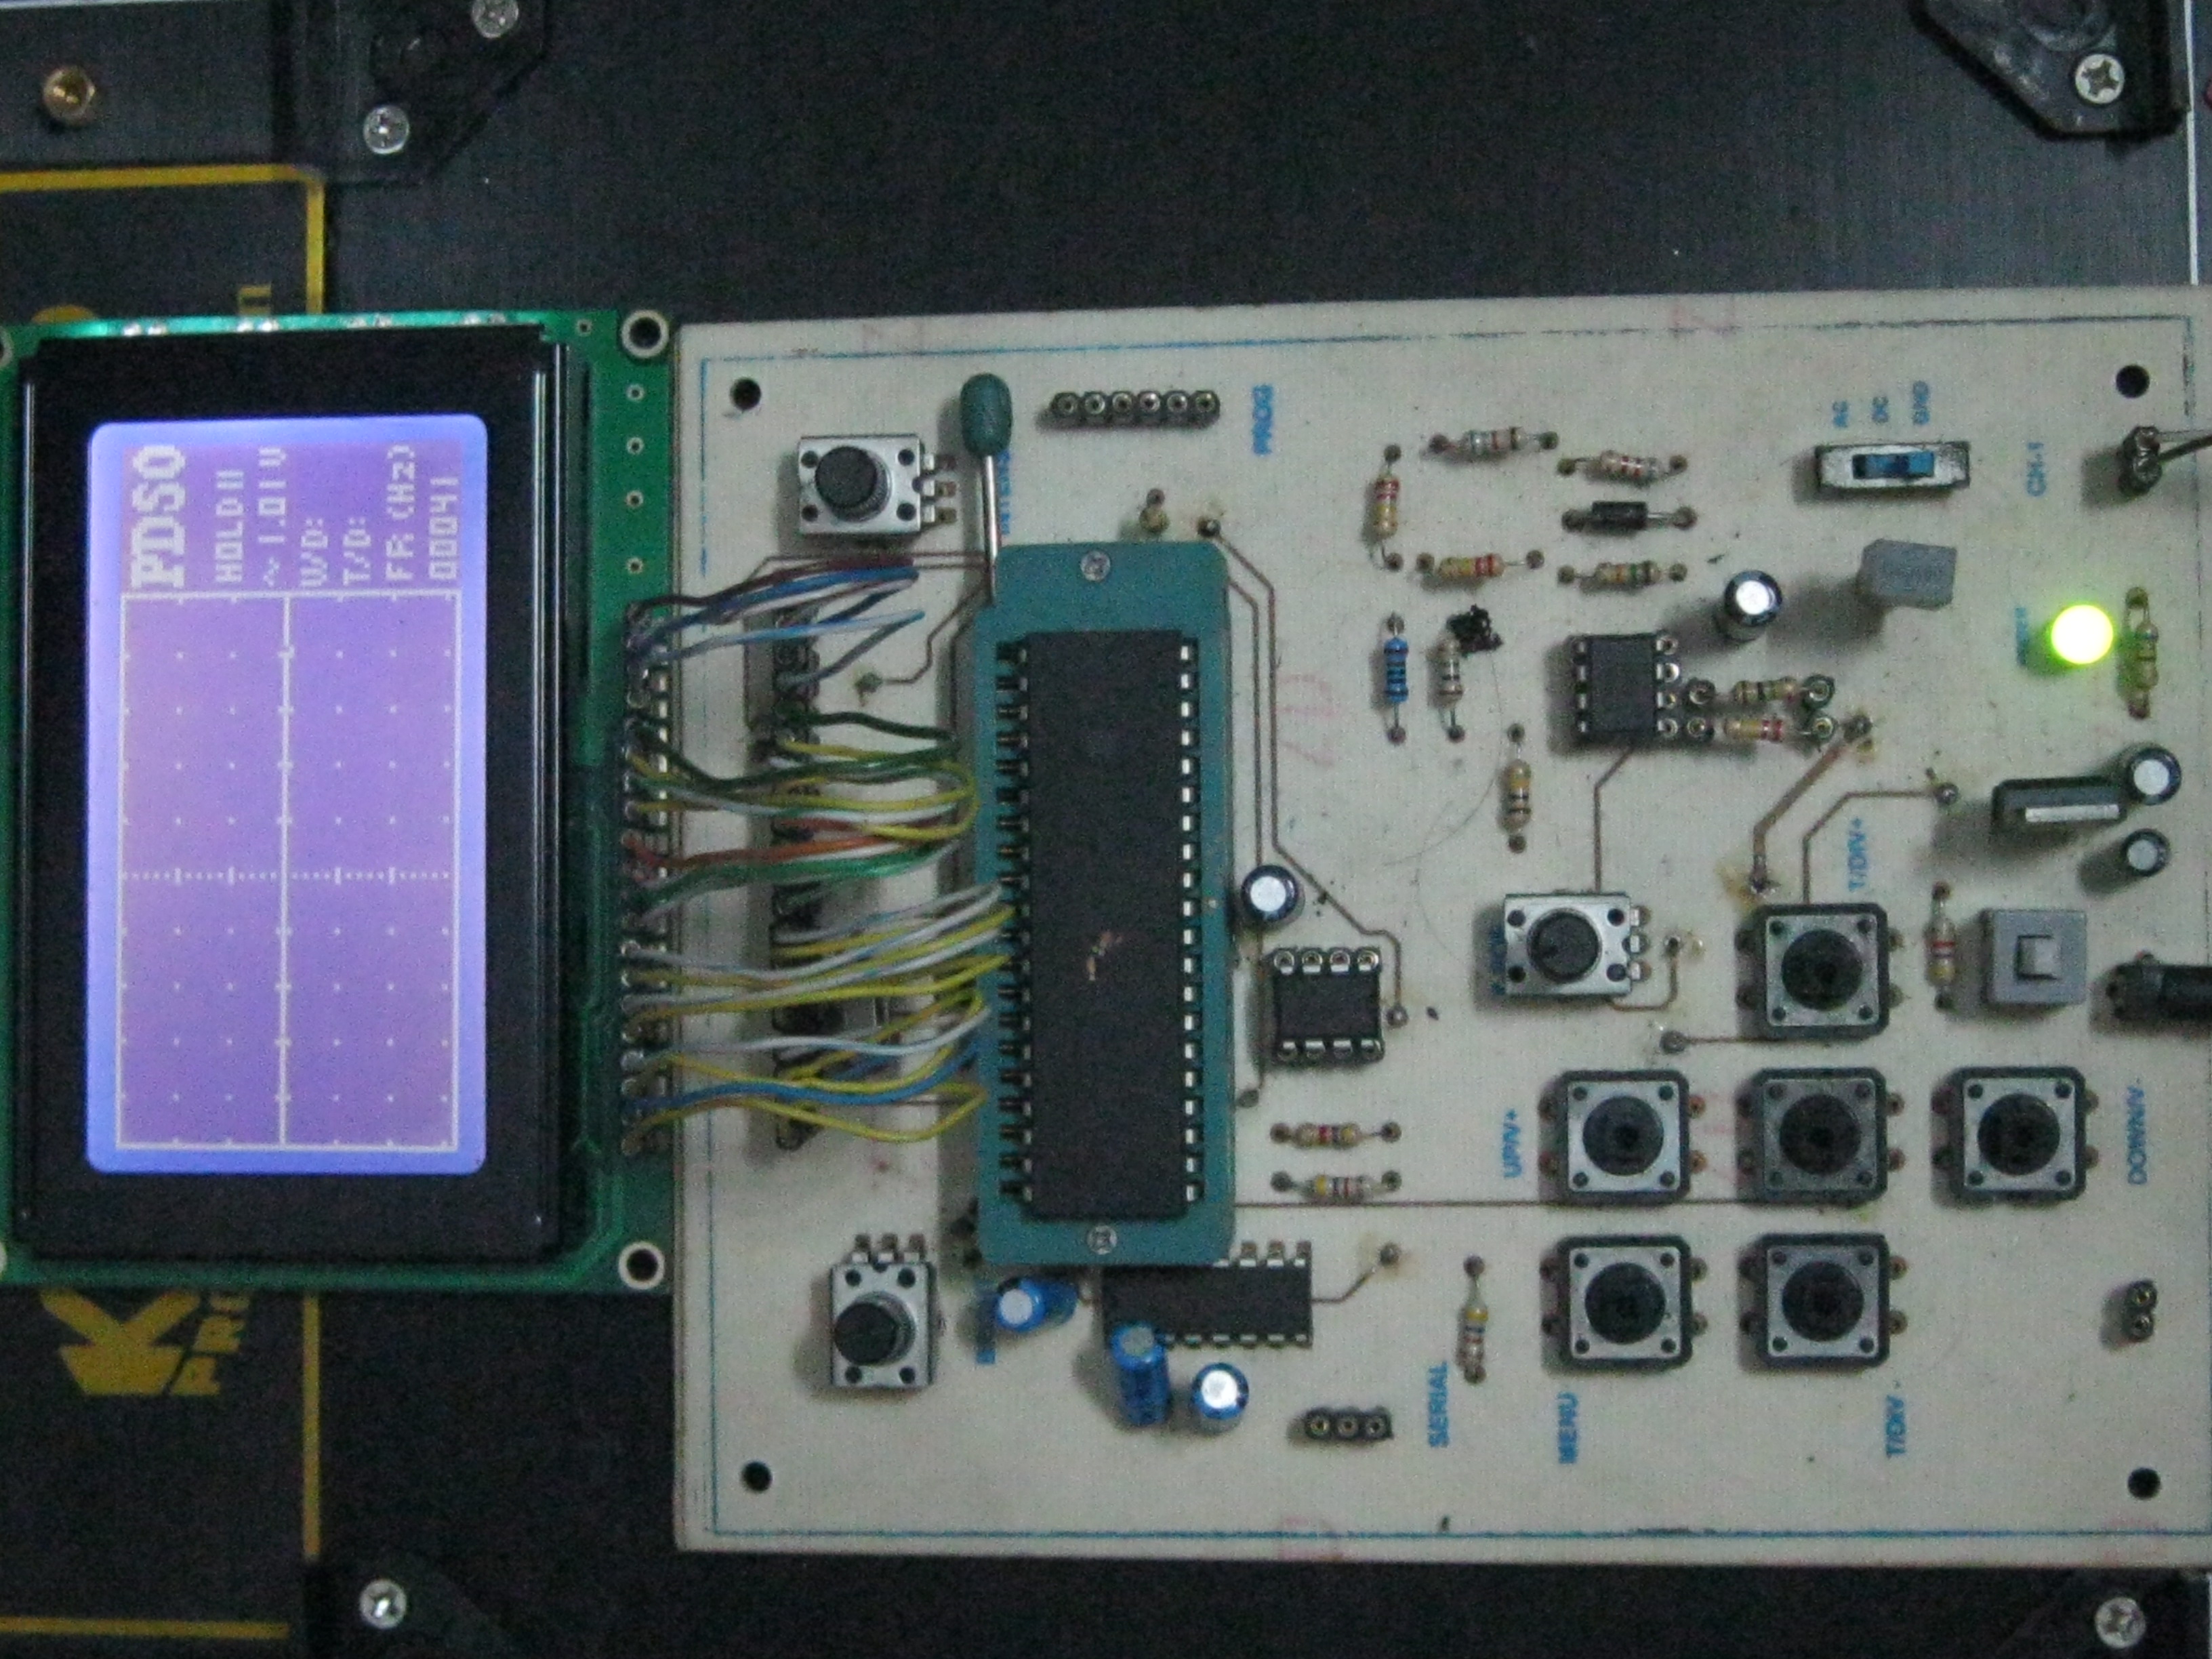 PDSO
HOLD II
~ 1.01 V
V/D:
T/D:
FR (Hz)
00041
PROG
AC
DC
GND
CH-1
T/DIV+
UP/V+
DOWN/V-
MENU
T/DIV -
SERIAL